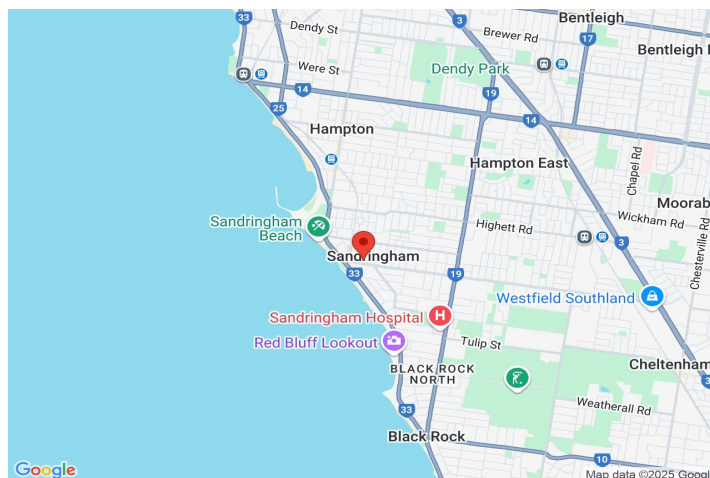 33
Dendy St
3
Bentleigh
Brewer Rd
17
Bentleigh
Were St
Dendy Park
14
19
25
14
Hampton
Hampton East
Chapel Rd
Moorab
Sandringham
Beach
Highett Rd
Wickham Rd
3
Chesterville Rd
Sandringham
33
19
Westfield Southland
Sandringham Hospital
H
Red Bluff Lookout
Tulip St
BLACK ROCK
NORTH
Cheltenham
3
33
Weatherall Rd
Black Rock
10
Google
Map data ©2025 Google